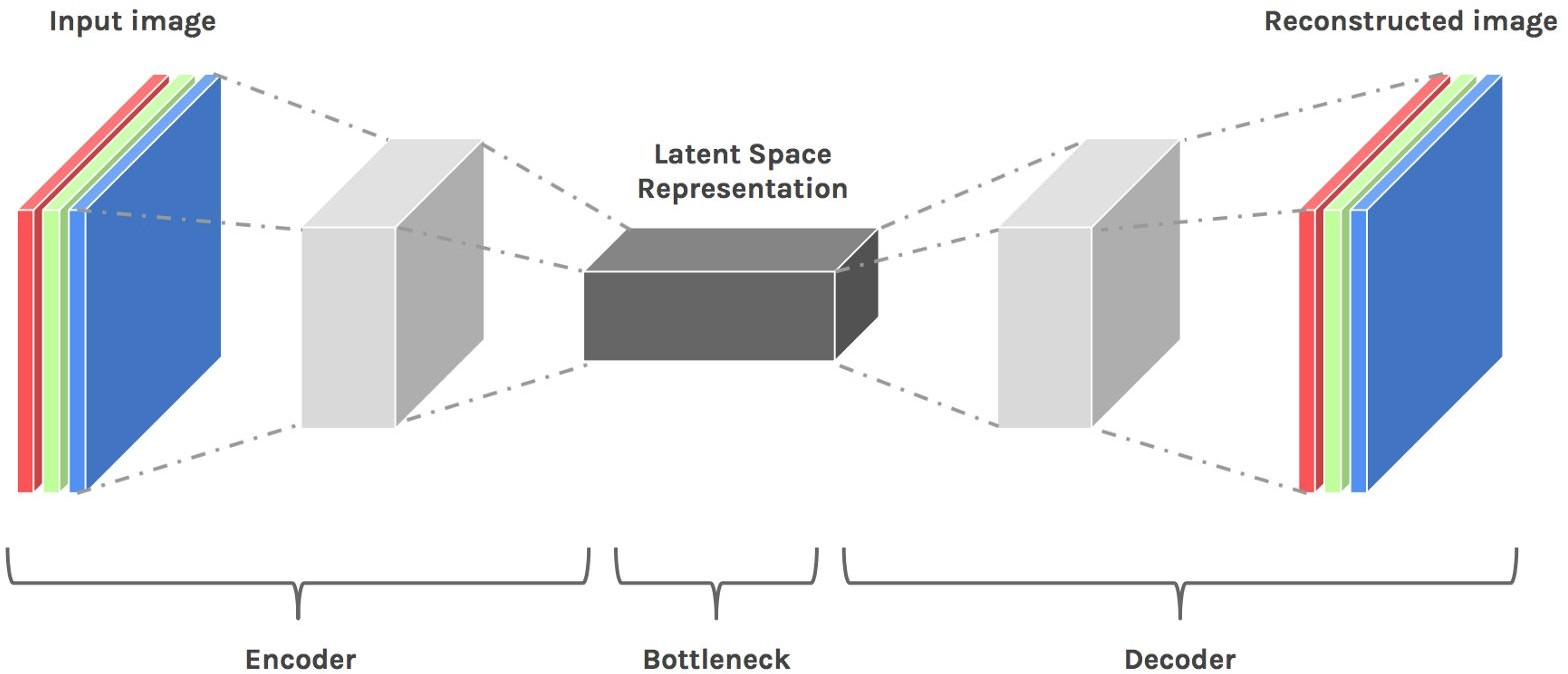 Input image
Reconstructed image
Latent Space
Representation
Encoder
Bottleneck
Decoder